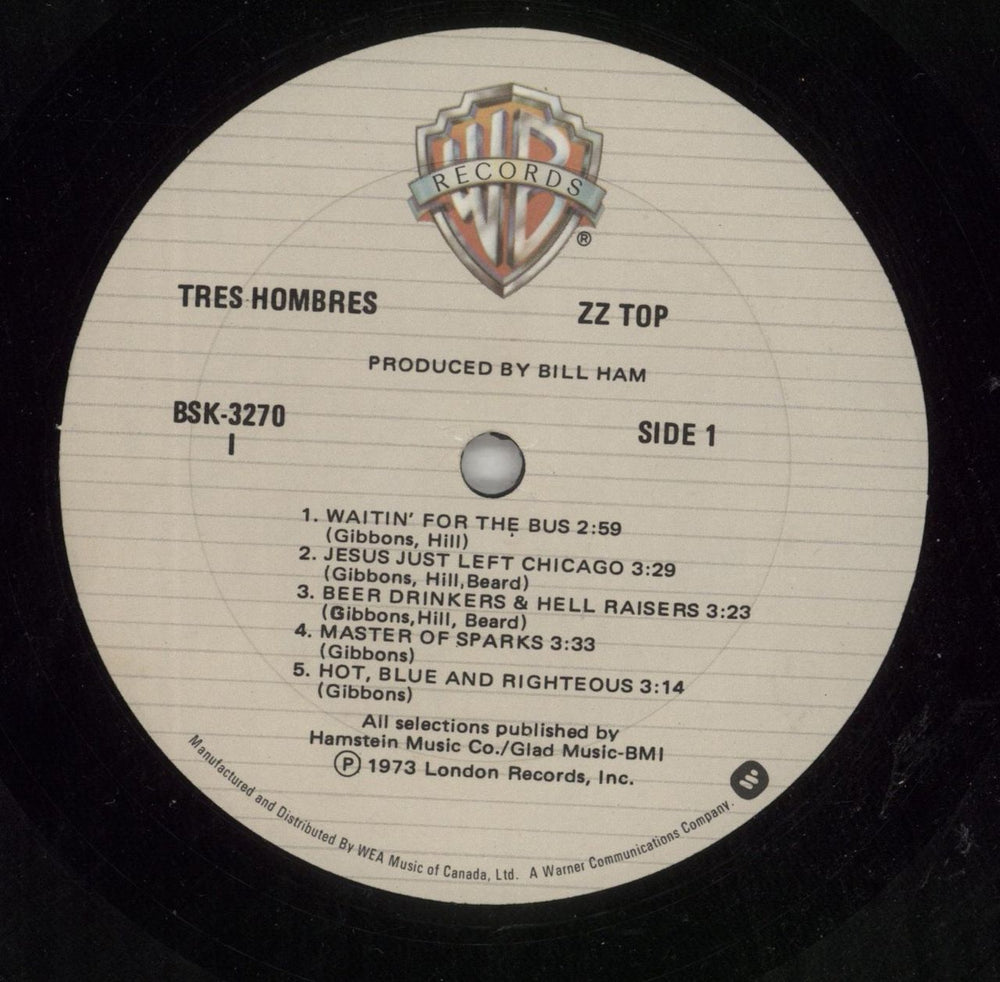 WB
RECORDS
®
TRES HOMBRES
ZZ TOP
PRODUCED BY BILL HAM
BSK-3270
1
SIDE 1
1. WAITIN' FOR THE BUS 2:59
(Gibbons, Hill)
2. JESUS JUST LEFT CHICAGO 3:29
(Gibbons, Hill,Beard)
3. BEER DRINKERS & HELL RAISERS 3:23
(Gibbons,Hill, Beard)
4. MASTER OF SPARKS 3:33
(Gibbons)
5. HOT, BLUE AND RIGHTEOUS 3:14
(Gibbons)
All selections published by
Hamstein Music Co./Glad Music-BMI
Ⓟ 1973 London Records, Inc.
Manufactured and Distributed By WEA Music of Canada, Ltd. A Warner Communications Company.